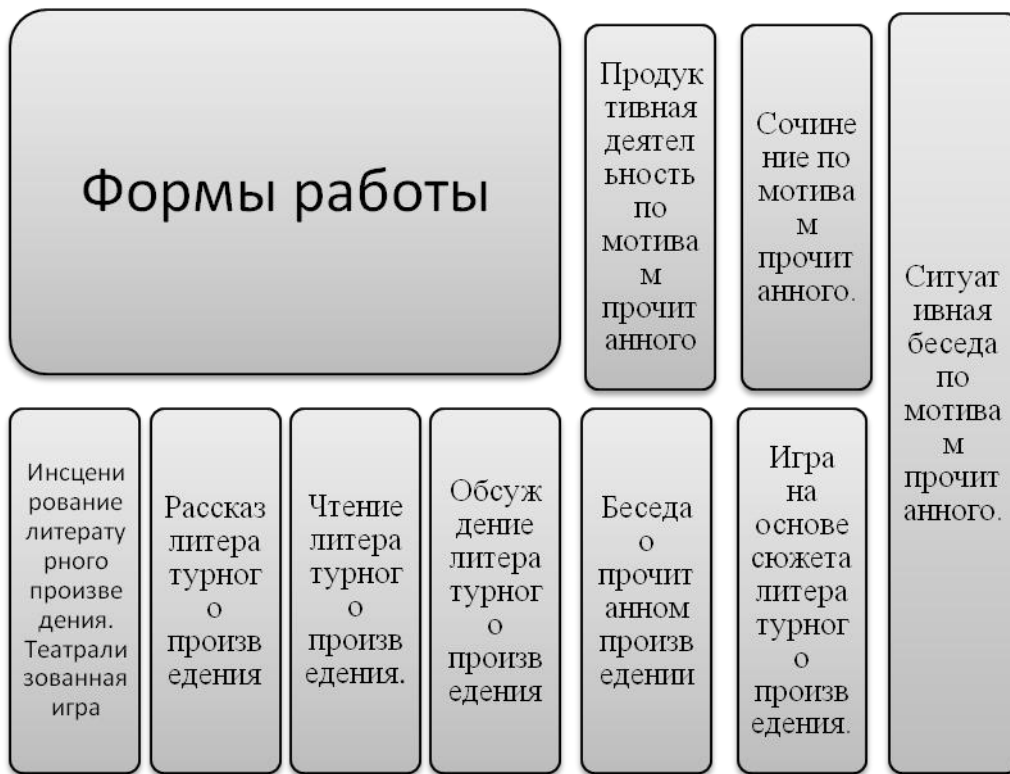 Формы работы
Продук
тивная
деятел
ьность
по
мотива
м
прочит
анного
Сочине
ние по
мотива
м
прочит
анного.
Ситуат
ивная
беседа
по
мотива
м
прочит
анного.
Инсцени
рование
литерату
рного
произве
дения.
Театрали
зованная
игра
Рассказ
литера
турног
о
произв
едения
Чтение
литера
турног
о
произв
едения.
Обсуж
дение
литера
турног
о
произв
едения
Беседа
о
прочит
анном
произв
едении
Игра
на
основе
сюжета
литера
турног
о
произв
едения.